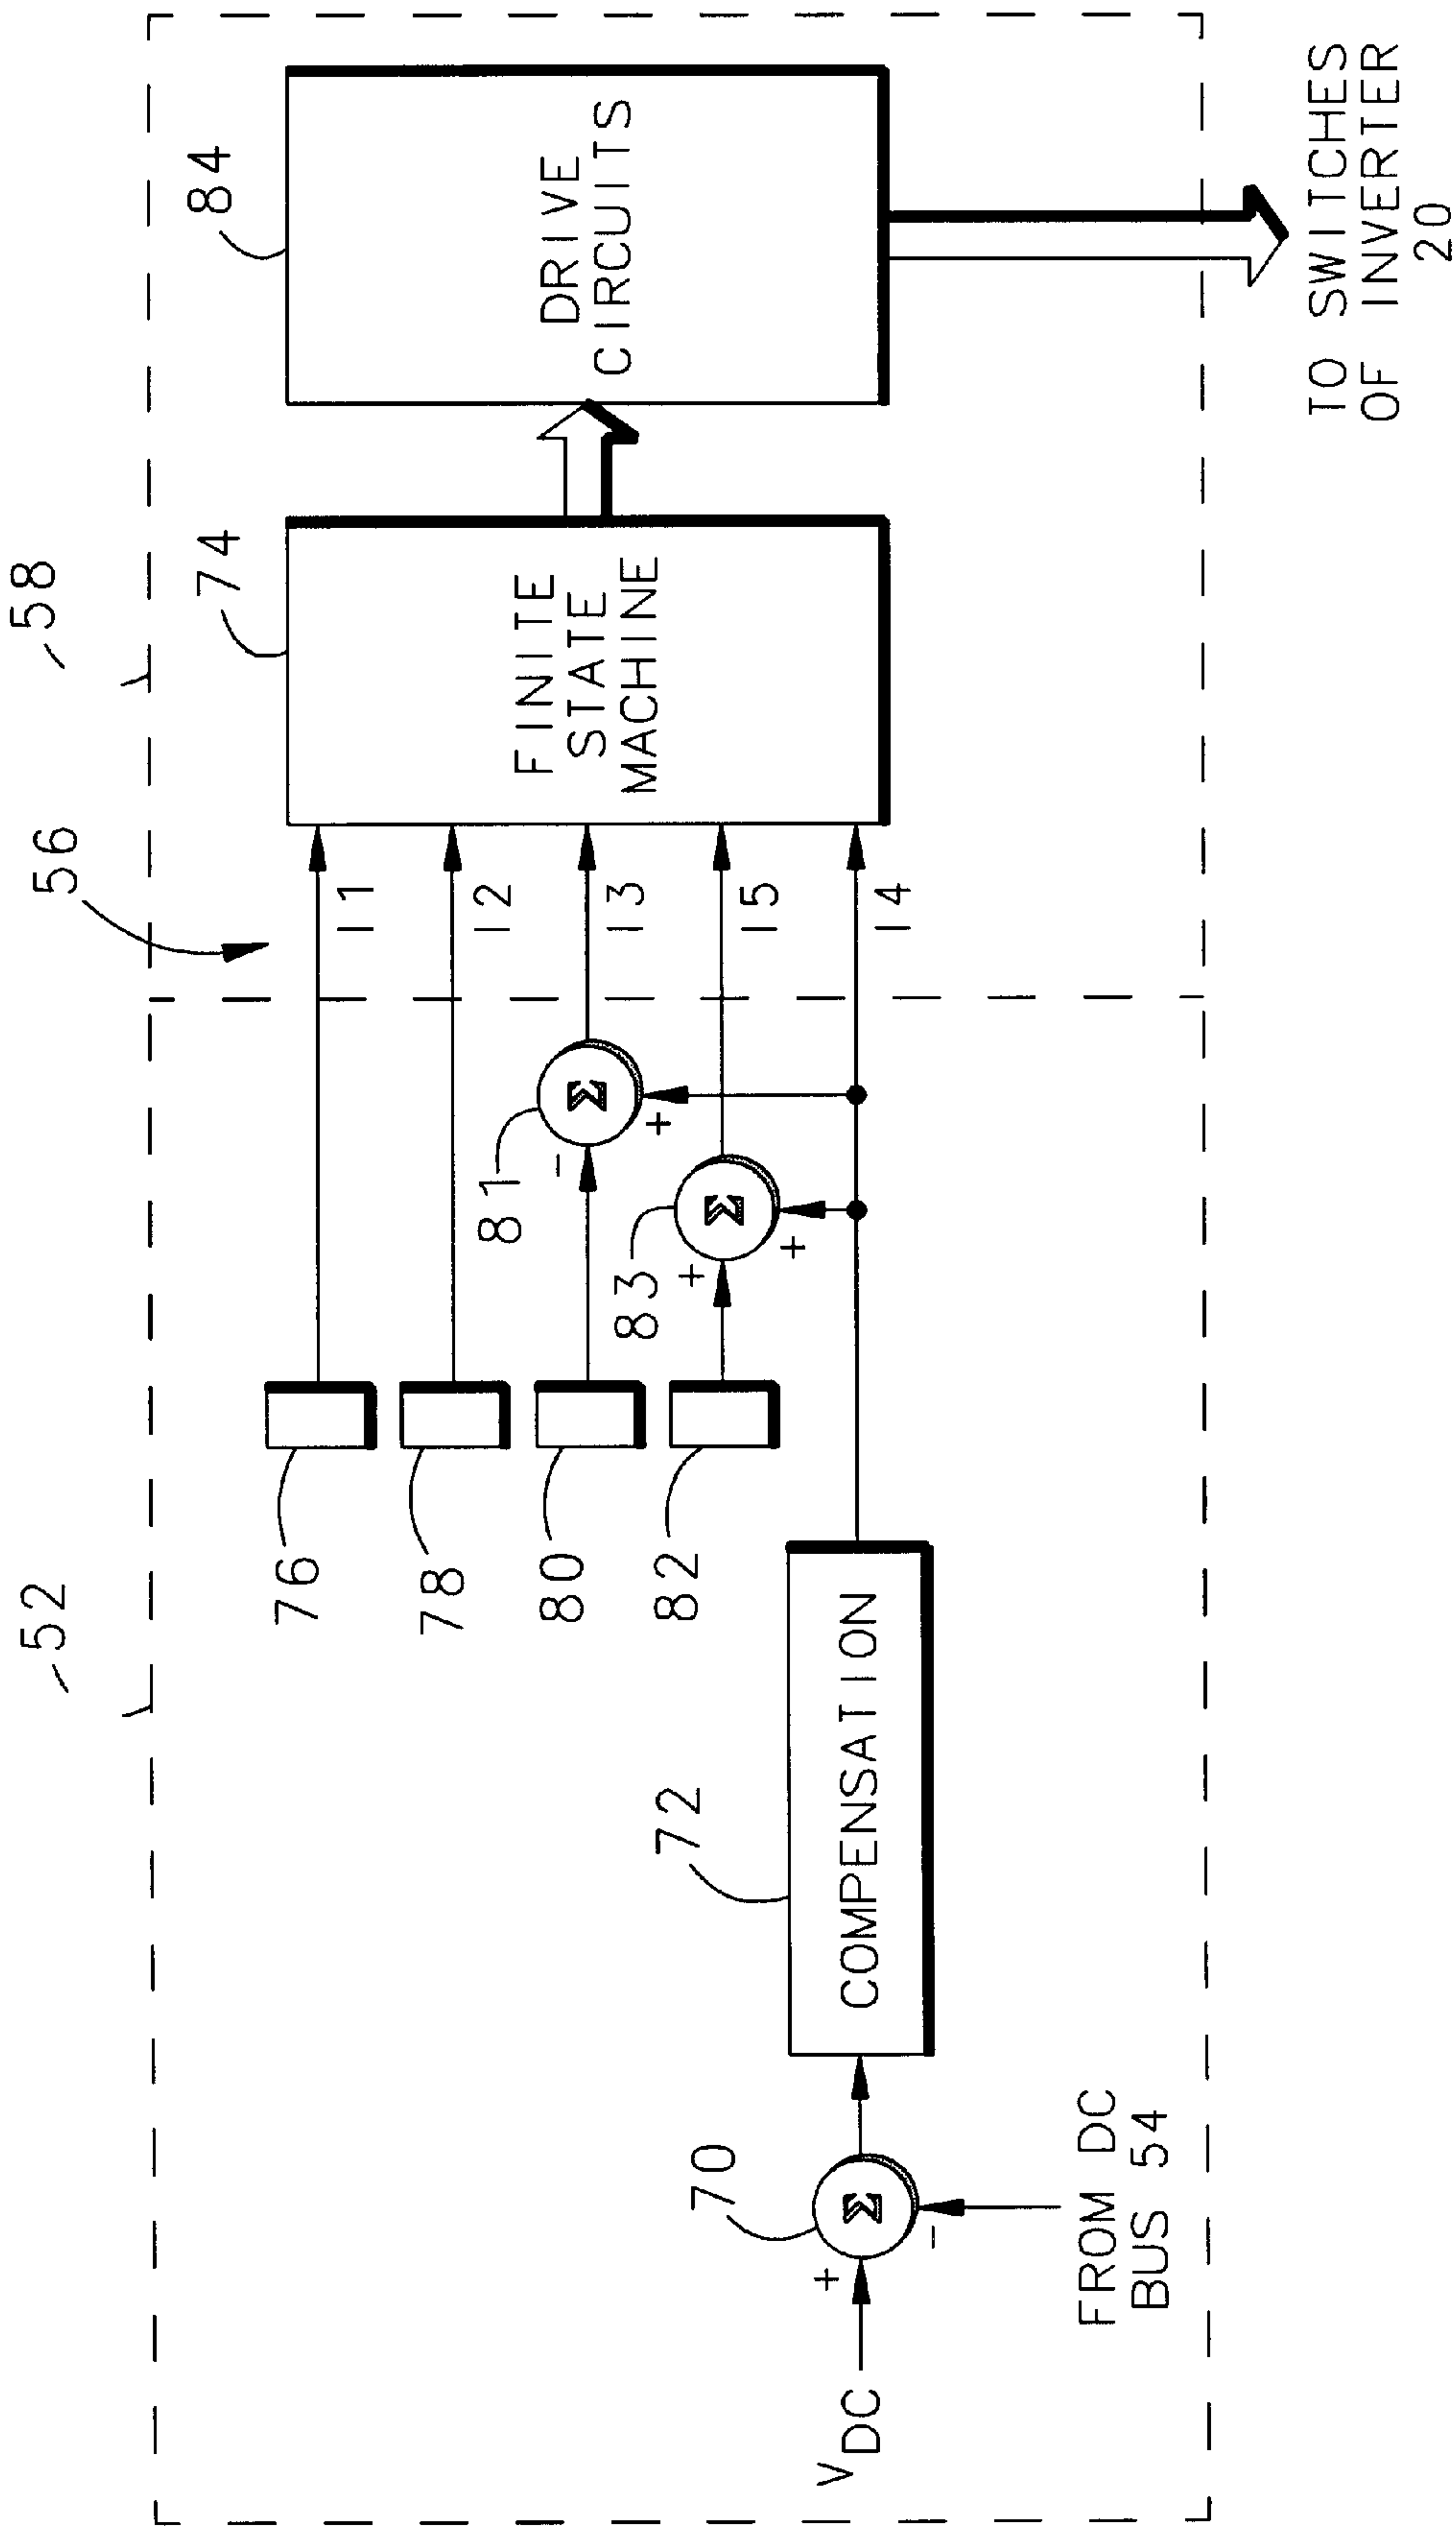 52
58
56
76
78
80
82
81
83
I1
I2
I3
I5
I4
-
+
+
+
74
FINITE
STATE
MACHINE
84
DRIVE
CIRCUITS
72
COMPENSATION
70
+
-
V DC
FROM DC
BUS 54
Σ
Σ
Σ
TO SWITCHES
OF INVERTER
20